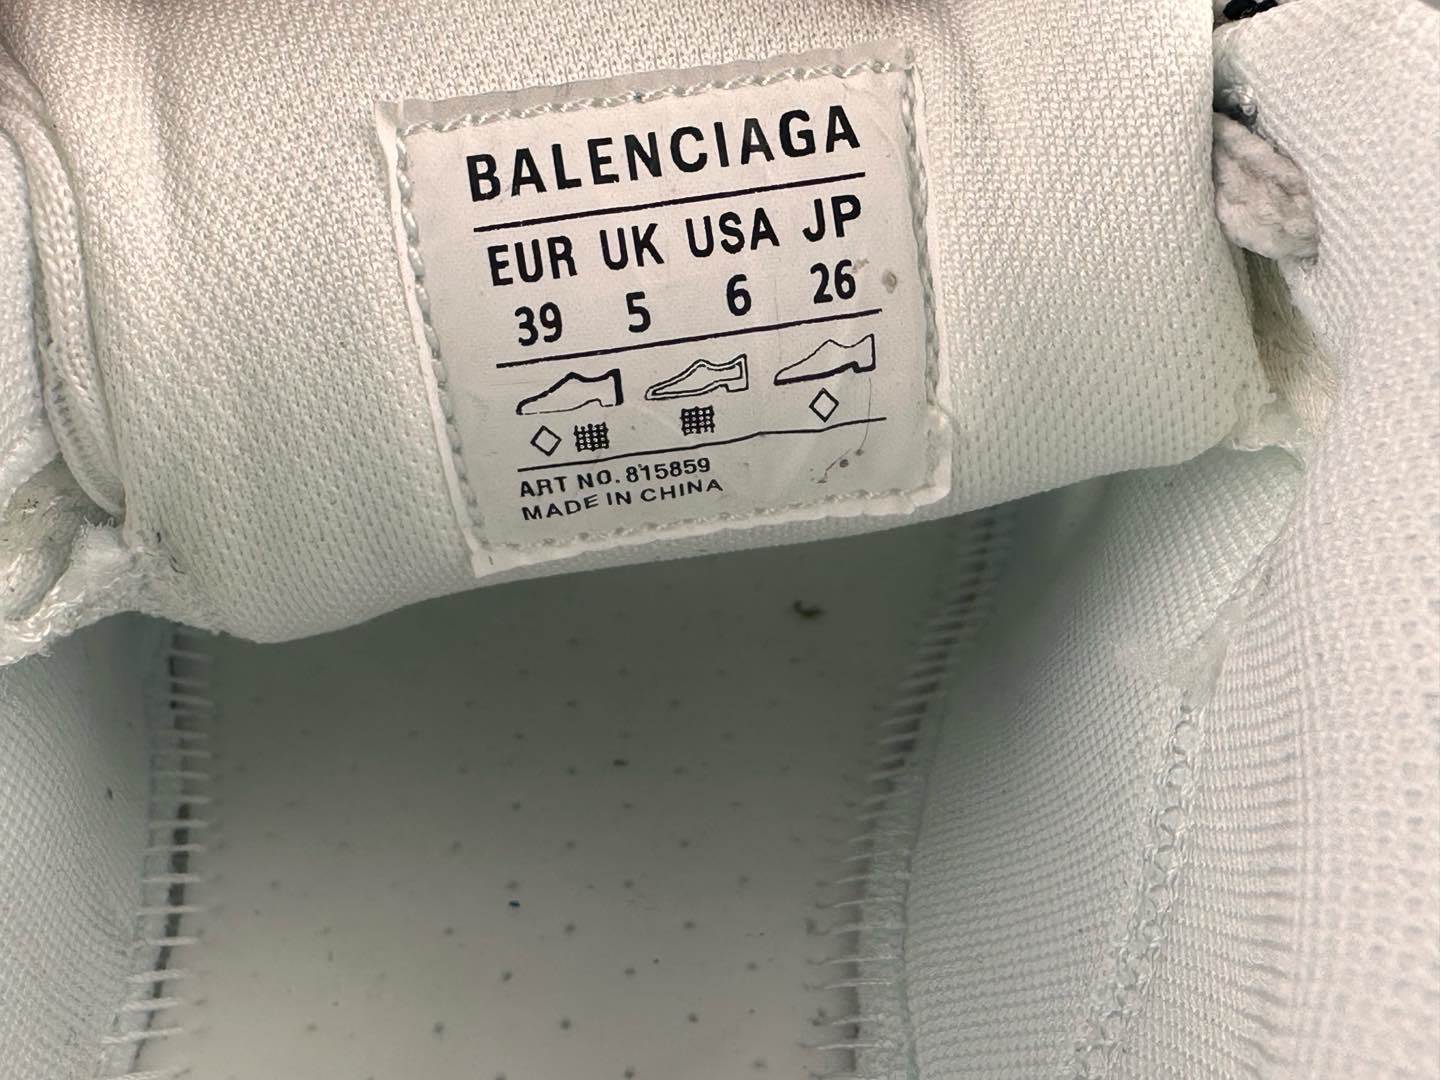 BALENCIAGA
EUR UK USA JP
39 5 6 26
ART NO. 815859
MADE IN CHINA